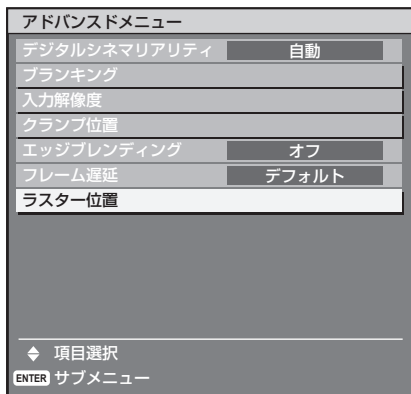 アドバンスドメニュー
デジタルシネマリアリティ 自動
ブランキング
入力解像度
クランプ位置
エッジブレンディング オフ
フレーム遅延 デフォルト
ラスター位置
項目選択
ENTER サブメニュー